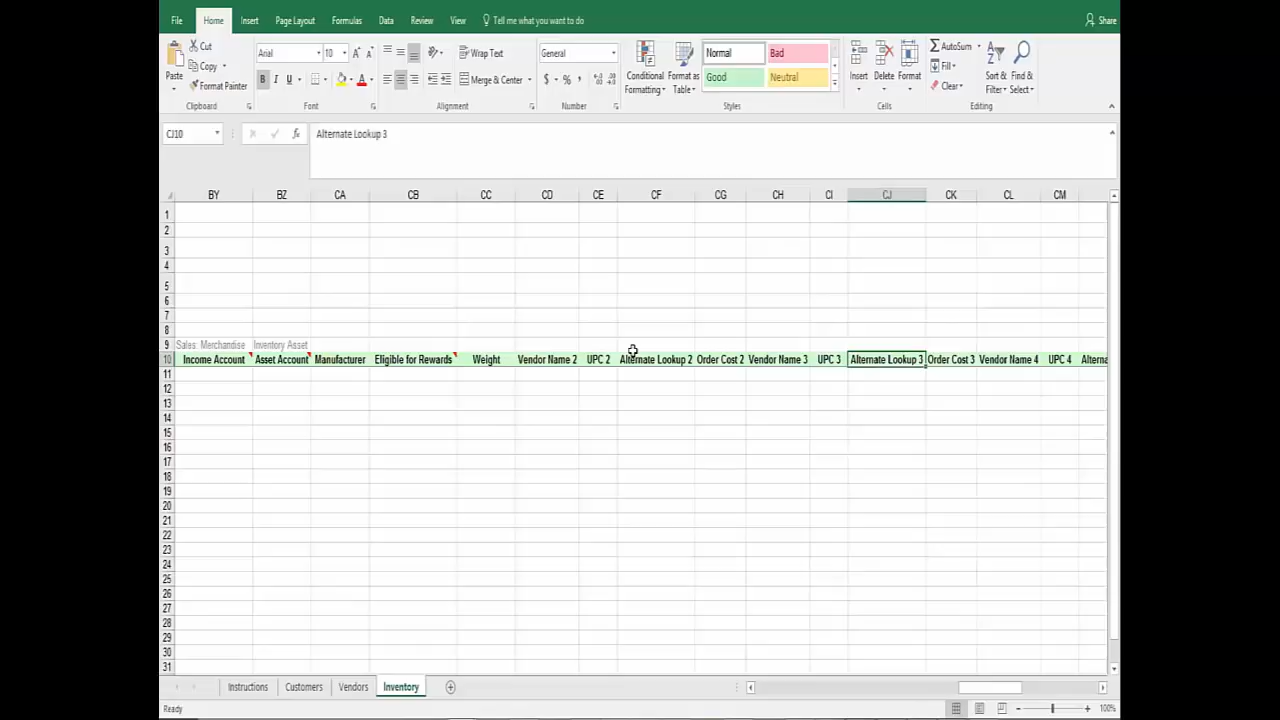 File Home Insert Page Layout Formulas Data Review View Tell me what you want to do Share
Cut Arial 10 Wrap Text General Normal Bad AutoSum
Paste Copy Conditional Formatting Format as Table Insert Delete Format Fill Sort & Filter Find & Select
Format Painter B I U A Merge & Center $ % Good Neutral Clear
Clipboard Font Alignment Number Styles Cells Editing
CJ10 fx Alternate Lookup 3
BY BZ CA CB CC CD CE CF CG CH CI CJ CK CL CM
1
2
3
4
5
6
7
8
9 Sales: Merchandise Inventory Asset
10 Income Account Asset Account Manufacturer Eligible for Rewards Weight Vendor Name 2 UPC 2 Alternate Lookup 2 Order Cost 2 Vendor Name 3 UPC 3 Alternate Lookup 3 Order Cost 3 Vendor Name 4 UPC 4 Alterna
11
12
13
14
15
16
17
18
19
20
21
22
23
24
25
26
27
28
29
30
31
Instructions Customers Vendors Inventory
Ready 100%